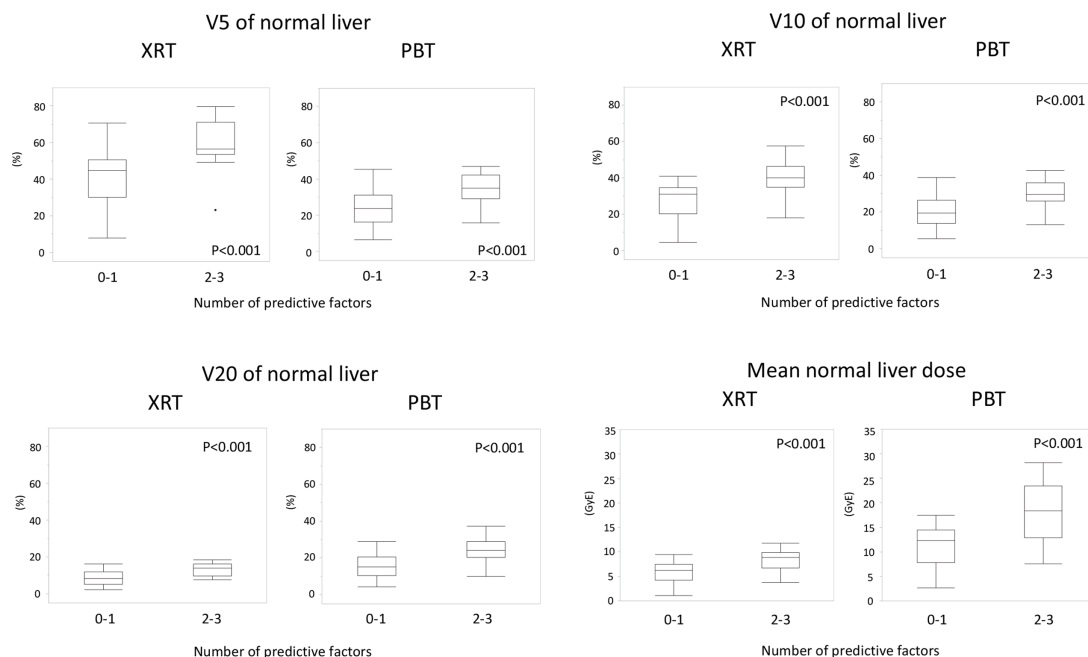 V5 of normal liver
XRT PBT
80
60
40
20
0
(%)
P<0.001
0-1 2-3
80
60
40
20
0
(%)
P<0.001
0-1 2-3
Number of predictive factors
V10 of normal liver
XRT PBT
80
60
40
20
0
(%)
P<0.001
0-1 2-3
80
60
40
20
0
(%)
P<0.001
0-1 2-3
Number of predictive factors
V20 of normal liver
XRT PBT
80
60
40
20
0
(%)
P<0.001
0-1 2-3
80
60
40
20
0
(%)
P<0.001
0-1 2-3
Number of predictive factors
Mean normal liver dose
XRT PBT
35
30
25
20
15
10
5
0
(GyE)
P<0.001
0-1 2-3
35
30
25
20
15
10
5
0
(GyE)
P<0.001
0-1 2-3
Number of predictive factors